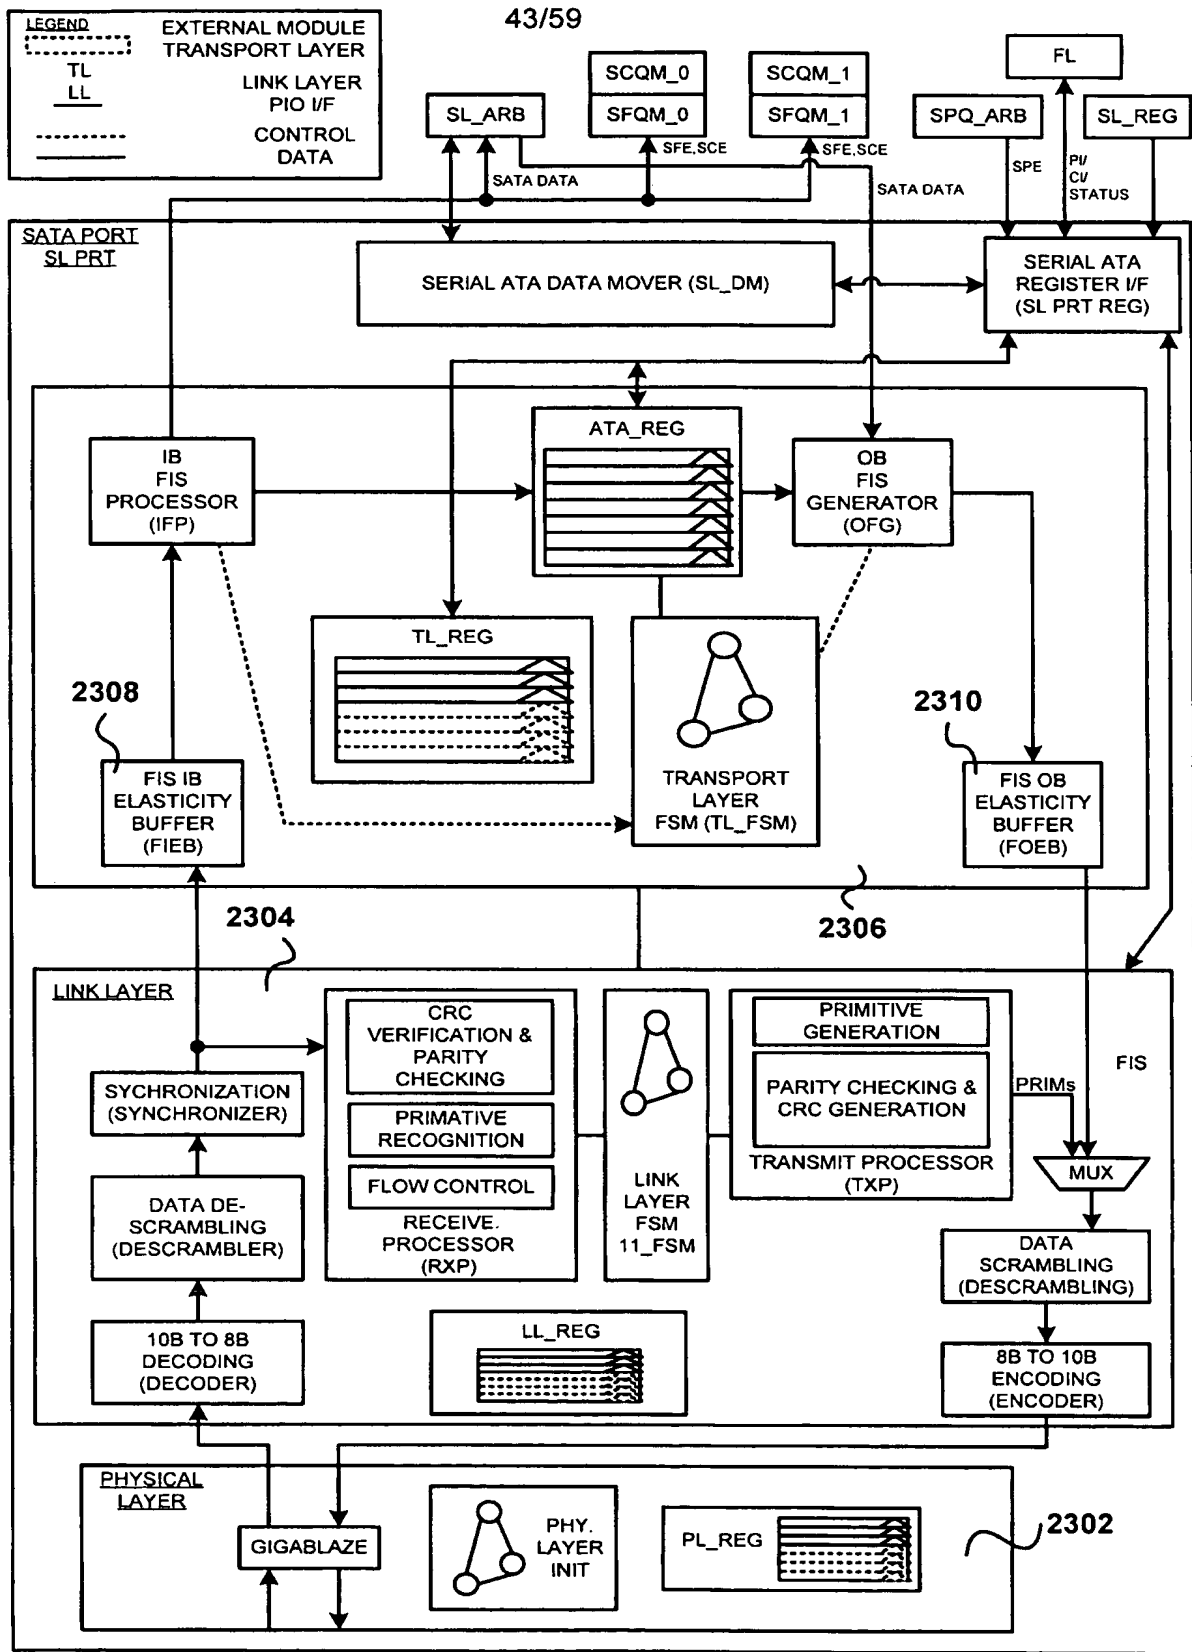 43/59
LEGEND
EXTERNAL MODULE
TRANSPORT LAYER
TL
LL
LINK LAYER
PIO I/F
CONTROL
DATA
SL_ARB
SCQM_0
SFQM_0
SCQM_1
SFQM_1
FL
SPQ_ARB
SL_REG
SATA DATA
SFE,SCE
SFE,SCE
SATA DATA
SPE
PI/
CI/
STATUS
SATA PORT
SL PRT
SERIAL ATA DATA MOVER (SL_DM)
SERIAL ATA
REGISTER I/F
(SL PRT REG)
IB
FIS
PROCESSOR
(IFP)
ATA_REG
OB
FIS
GENERATOR
(OFG)
TL_REG
TRANSPORT
LAYER
FSM (TL_FSM)
2308
FIS IB
ELASTICITY
BUFFER
(FIEB)
2310
FIS OB
ELASTICITY
BUFFER
(FOEB)
2304
2306
LINK LAYER
CRC
VERIFICATION &
PARITY
CHECKING
PRIMATIVE
RECOGNITION
FLOW CONTROL
RECEIVE.
PROCESSOR
(RXP)
LINK
LAYER
FSM
11_FSM
PRIMITIVE
GENERATION
PARITY CHECKING &
CRC GENERATION
TRANSMIT PROCESSOR
(TXP)
PRIMs
FIS
MUX
SYCHRONIZATION
(SYNCHRONIZER)
DATA DE-
SCRAMBLING
(DESCRAMBLER)
10B TO 8B
DECODING
(DECODER)
LL_REG
DATA
SCRAMBLING
(DESCRAMBLING)
8B TO 10B
ENCODING
(ENCODER)
PHYSICAL
LAYER
GIGABLAZE
PHY.
LAYER
INIT
PL_REG
2302